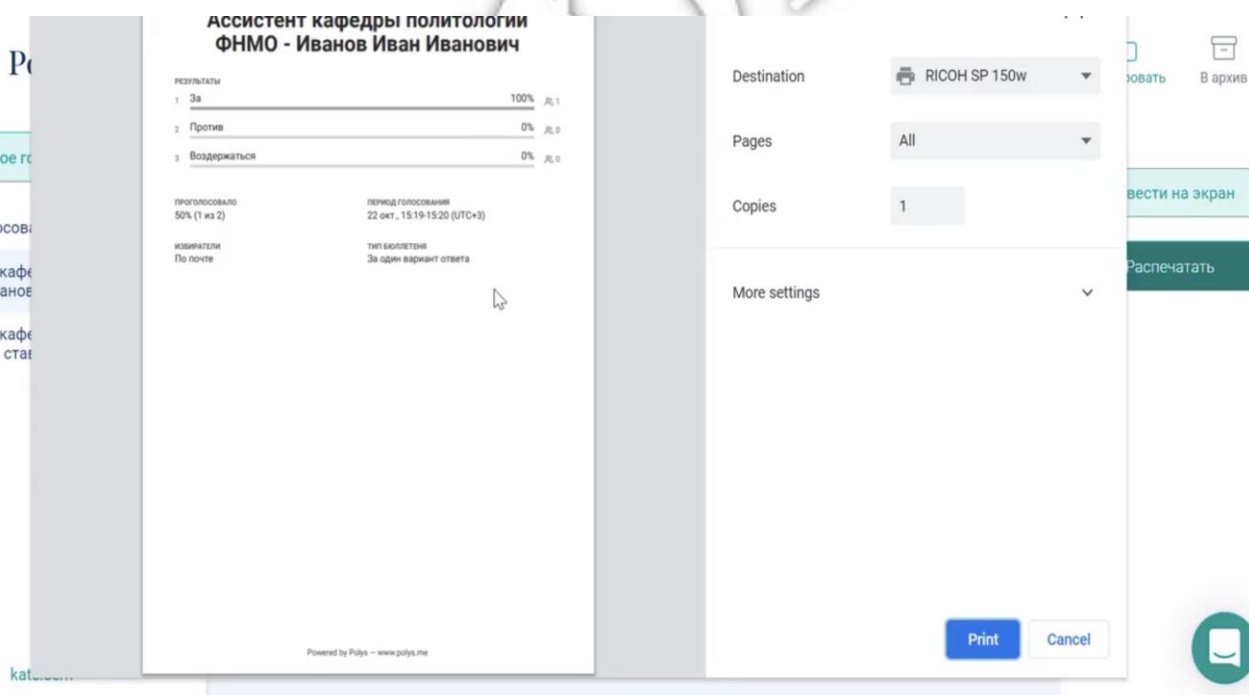 Ассистент кафедры политологии
ФНМО - Иванов Иван Иванович
РЕЗУЛЬТАТЫ
1 За 100% 1
2 Против 0% 0
3 Воздержаться 0% 0
ПРОГОЛОСОВАЛО
50% (1 из 2)
ПЕРИОД ГОЛОСОВАНИЯ
22 окт., 15:19-15:20 (UTC+3)
ИЗБИРАТЕЛИ
По почте
ТИП БЮЛЛЕТЕНЯ
За один вариант ответа
Powered by Polys — www.polys.me
Destination
RICOH SP 150w
Pages
All
Copies
1
More settings
Print
Cancel
В архив
вести на экран
Распечатать